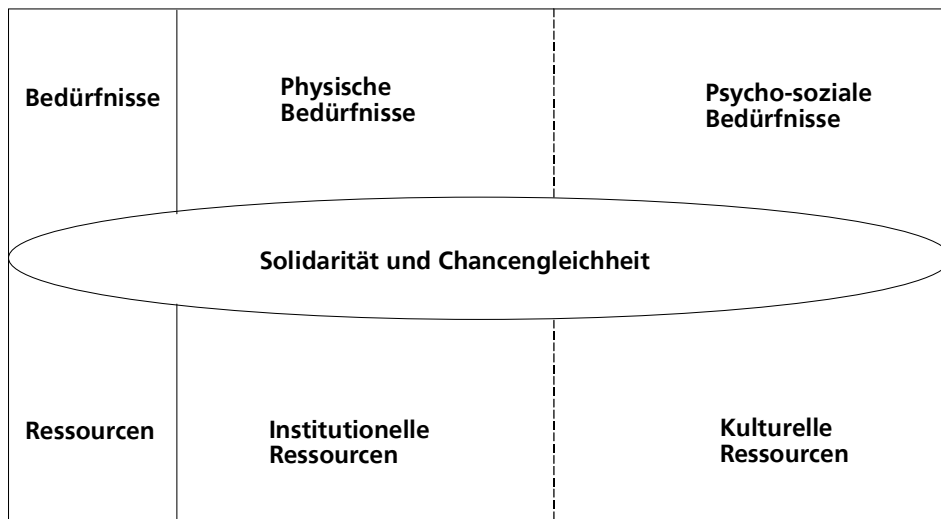 Bedürfnisse
Physische
Bedürfnisse
Psycho-soziale
Bedürfnisse
Solidarität und Chancengleichheit
Ressourcen
Institutionelle
Ressourcen
Kulturelle
Ressourcen